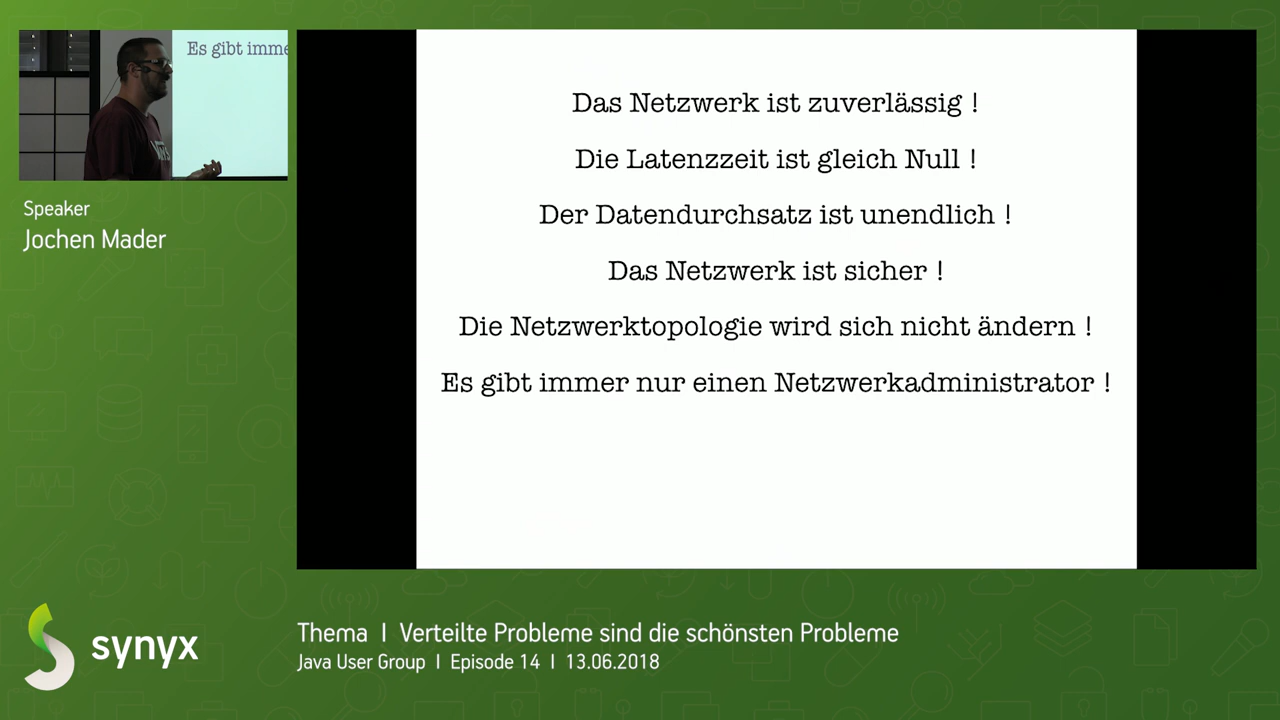 Es gibt imme
Speaker
Jochen Mader
Das Netzwerk ist zuverlässig !
Die Latenzzeit ist gleich Null !
Der Datendurchsatz ist unendlich !
Das Netzwerk ist sicher !
Die Netzwerktopologie wird sich nicht ändern !
Es gibt immer nur einen Netzwerkadministrator !
synyx
Thema I Verteilte Probleme sind die schönsten Probleme
Java User Group I Episode 14 I 13.06.2018